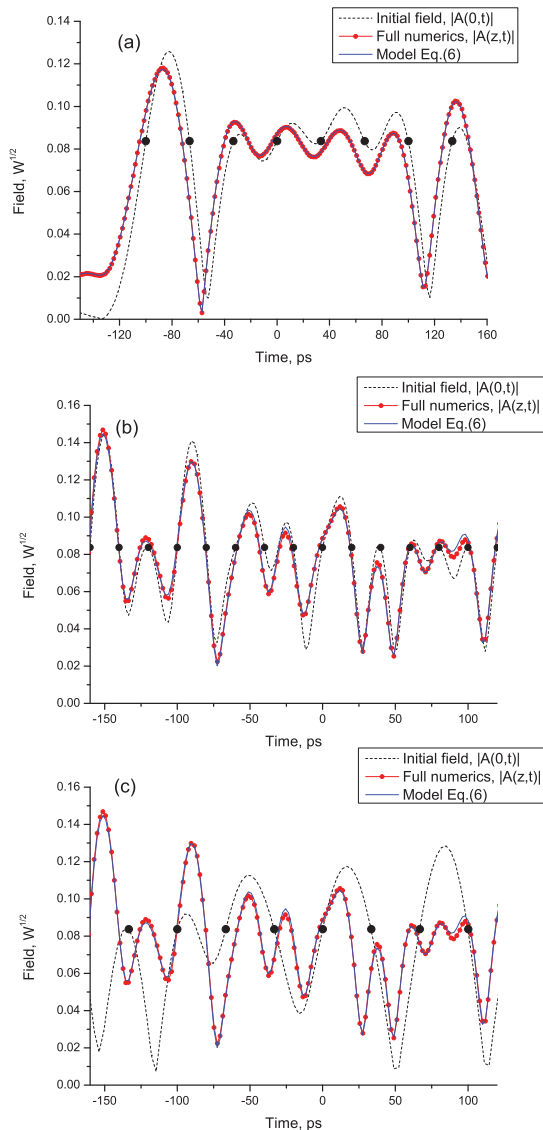 (a)
Initial field, |A(0,t)|
Full numerics, |A(z,t)|
Model Eq.(6)
Field, W1/2
0.12
0.10
0.08
0.06
0.04
0.02
0.00
-120 -80 -40 0 40 80 120 160
Time, ps
Initial field, |A(0,t)|
Full numerics, |A(z,t)|
Model Eq.(6)
(b)
Field, W1/2
0.16
0.14
0.12
0.10
0.08
0.06
0.04
0.02
0.00
-150 -100 -50 0 50 100
Time, ps
Initial field, |A(0,t)|
Full numerics, |A(z,t)|
Model Eq.(6)
(c)
Field, W1/2
0.16
0.14
0.12
0.10
0.08
0.06
0.04
0.02
0.00
-150 -100 -50 0 50 100
Time, ps